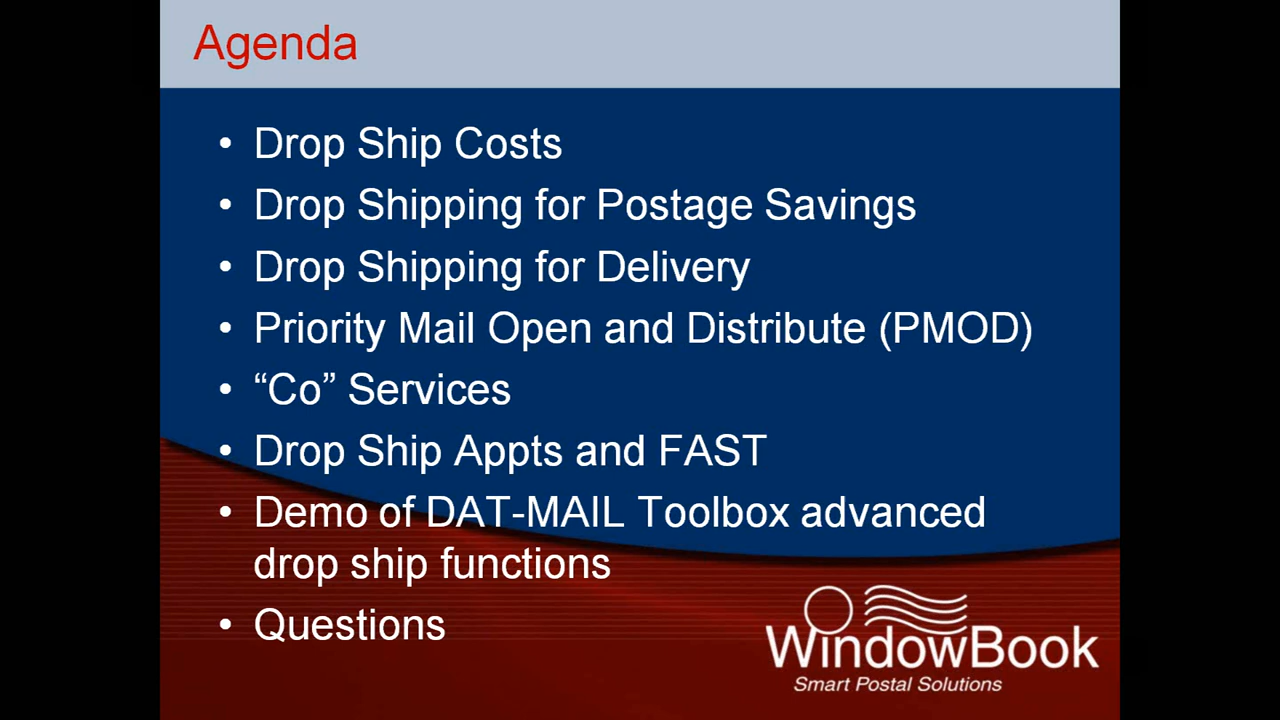 Agenda
• Drop Ship Costs
• Drop Shipping for Postage Savings
• Drop Shipping for Delivery
• Priority Mail Open and Distribute (PMOD)
• “Co” Services
• Drop Ship Appts and FAST
• Demo of DAT-MAIL Toolbox advanced
drop ship functions
• Questions
WindowBook
Smart Postal Solutions